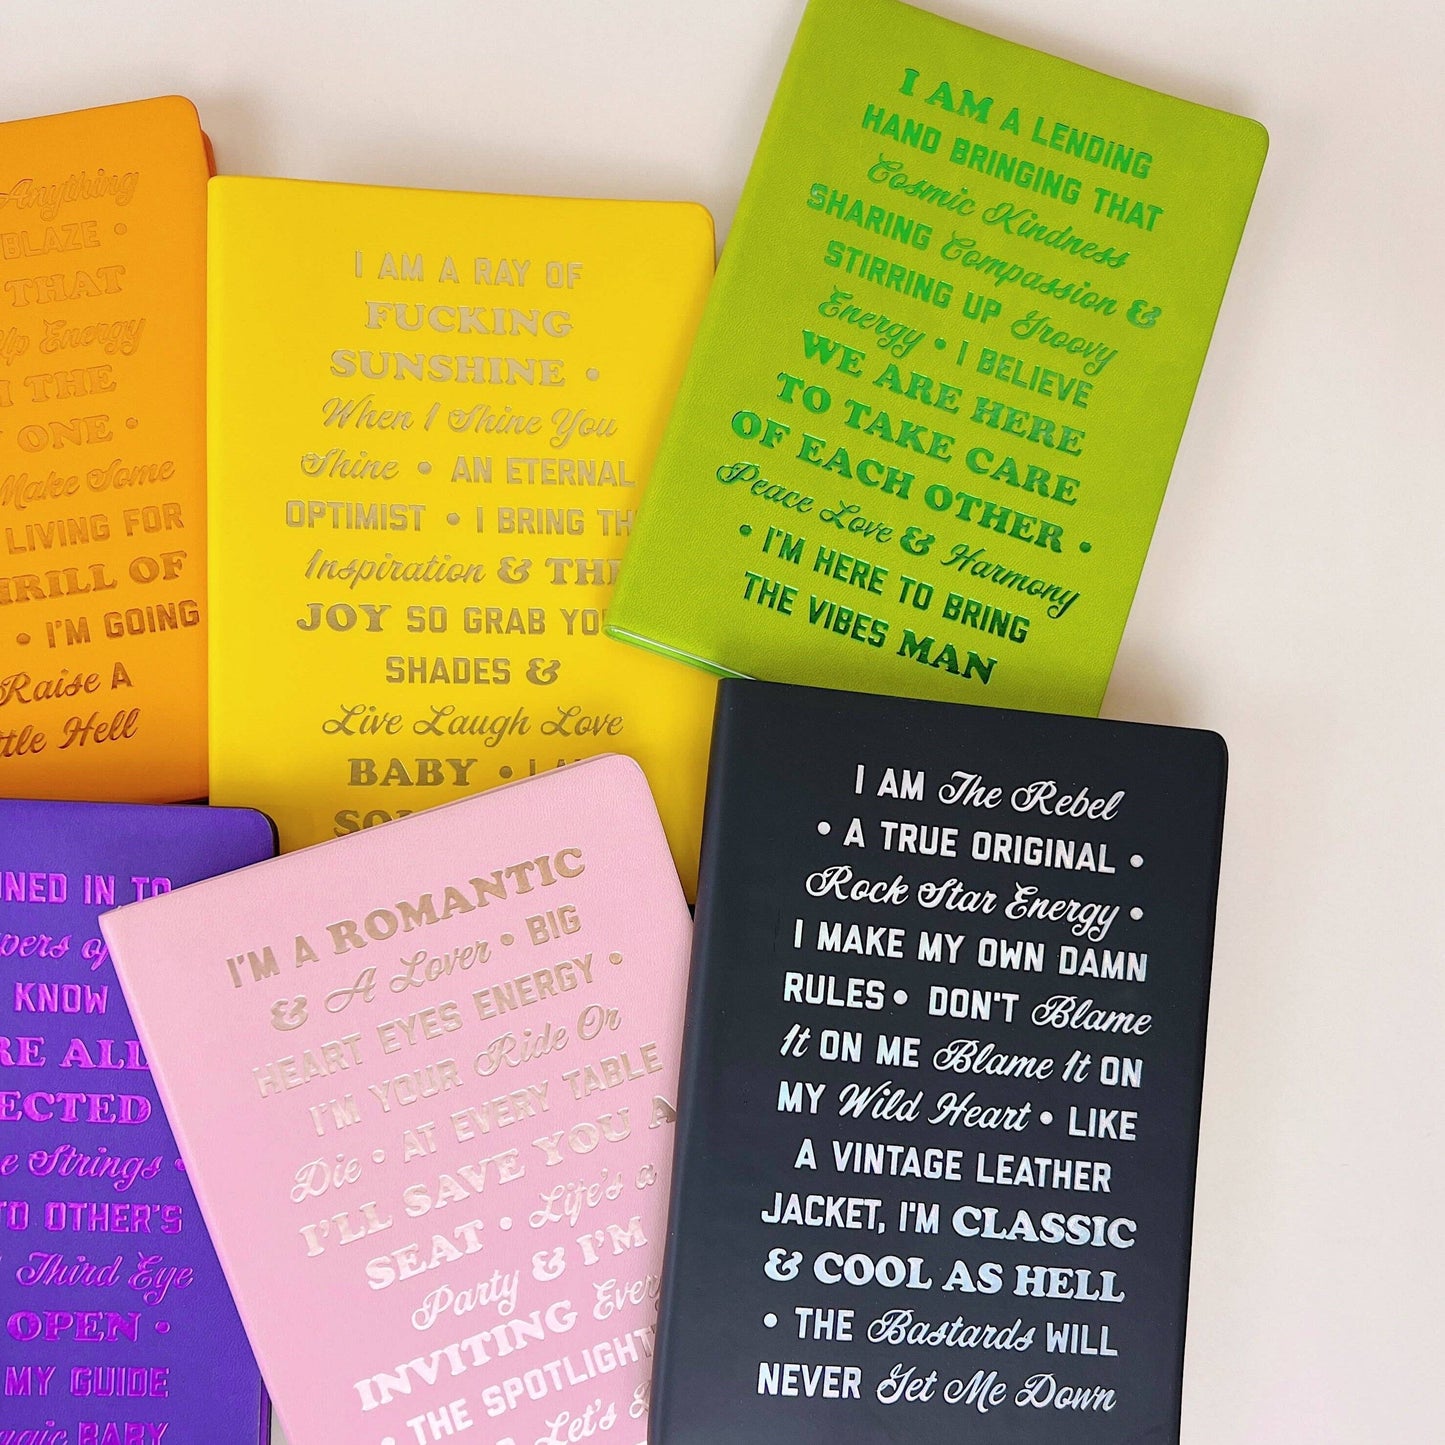 Anything
BLAZE •
THAT
Up Energy
THE
ONE •
Make Some
LIVING FOR
OF
• I'M GOING
Raise A
Hell
I AM A RAY OF
FUCKING
SUNSHINE •
When I Shine You
Shine • AN ETERNAL
OPTIMIST • I BRING
Inspiration & THE
JOY SO GRAB
SHADES &
Live Laugh Love
BABY • I
I AM A LENDING
HAND BRINGING THAT
Cosmic Kindness
SHARING Compassion &
STIRRING UP Groovy
Energy • I BELIEVE
WE ARE HERE
TO TAKE CARE
OF EACH OTHER •
Peace Love & Harmony
• I'M HERE TO BRING
THE VIBES MAN
IN TO
KNOW
ALL
Strings •
TO OTHER'S
Third Eye
OPEN •
MY GUIDE
BABY
I'M A ROMANTIC
& A Lover • BIG
HEART EYES ENERGY •
I'M YOUR Ride Or
Die • AT EVERY TABLE
I'LL SAVE YOU A
SEAT • Life's a
Party & I'M
INVITING
• THE
Let's
I AM The Rebel
• A TRUE ORIGINAL •
Rock Star Energy •
I MAKE MY OWN DAMN
RULES • DON'T Blame
It ON ME Blame It ON
MY Wild Heart • LIKE
A VINTAGE LEATHER
JACKET, I'M CLASSIC
& COOL AS HELL
• THE Bastards WILL
NEVER Get Me Down